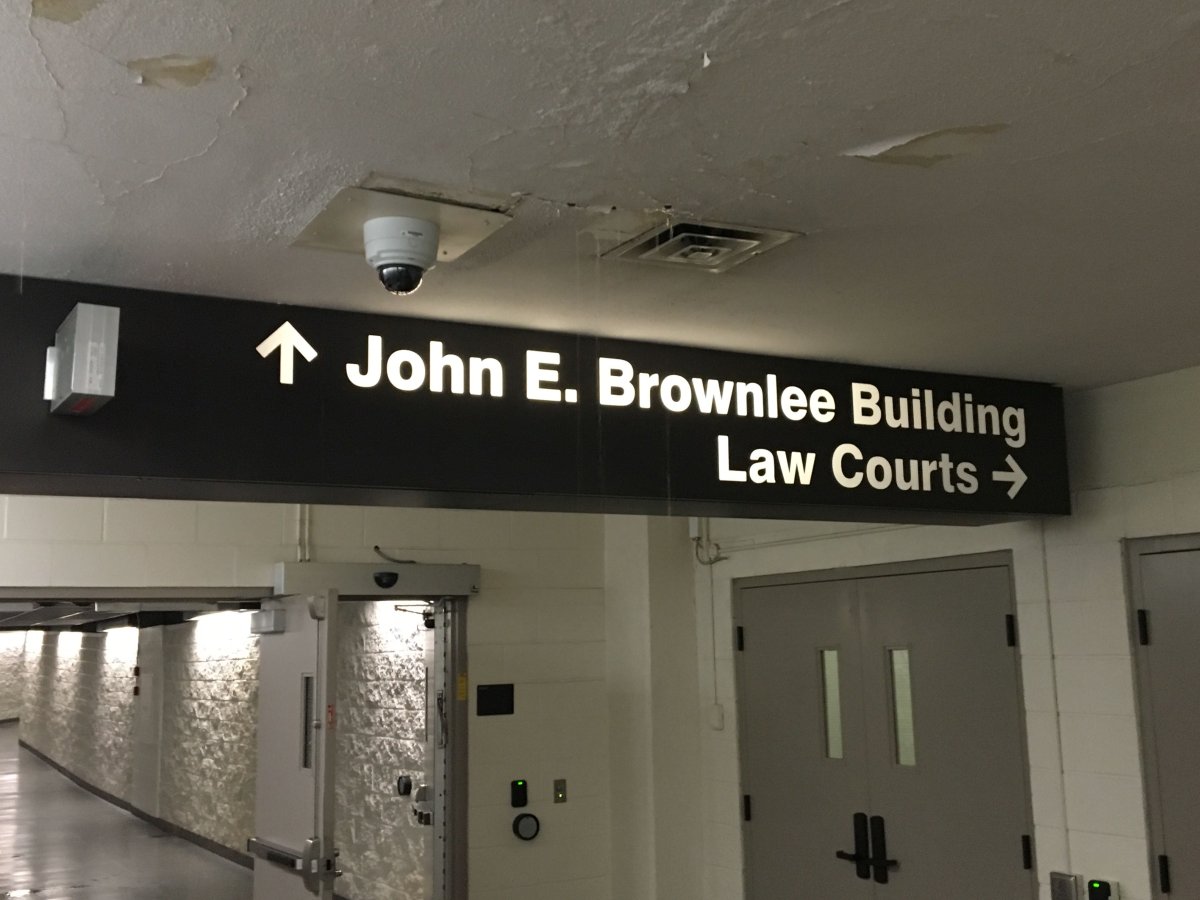 ↑ John E. Brownlee Building
Law Courts →